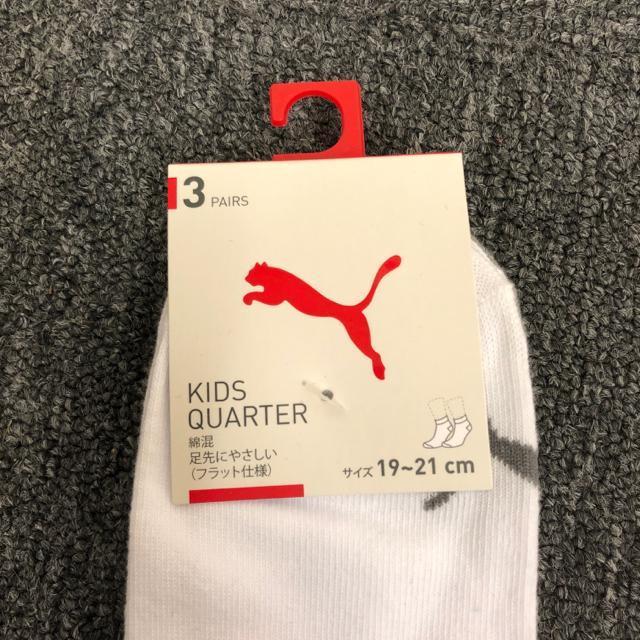 3 PAIRS
KIDS
QUARTER
綿混
足先にやさしい
(フラット仕様)
サイズ 19~21 cm